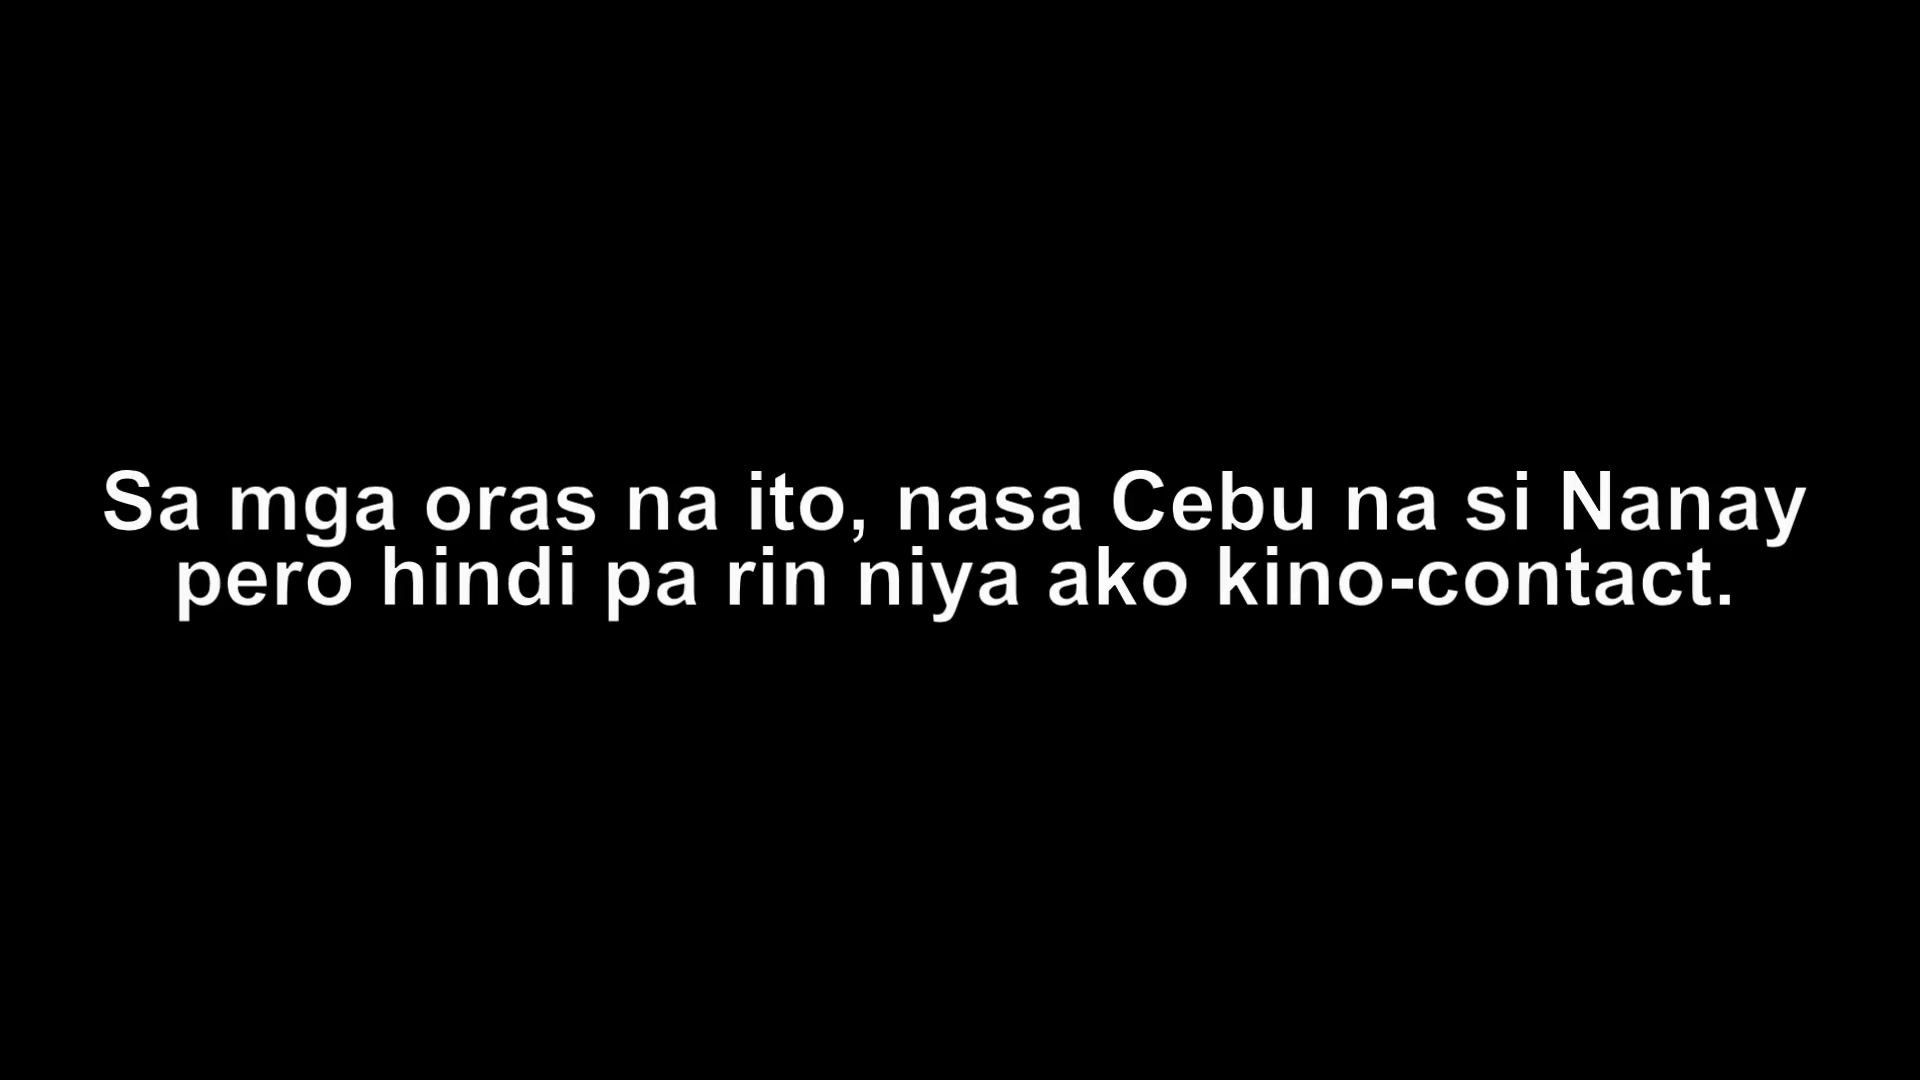 Sa mga oras na ito, nasa Cebu na si Nanay
pero hindi pa rin niya ako kino-contact.